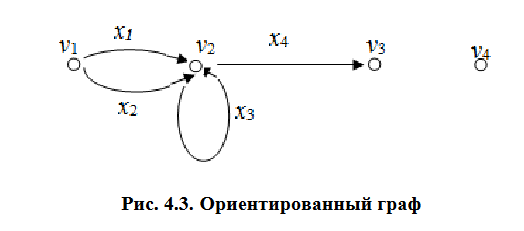 x1
v1 v2 x4 v3 v4
x2 x3
Рис. 4.3. Ориентированный граф